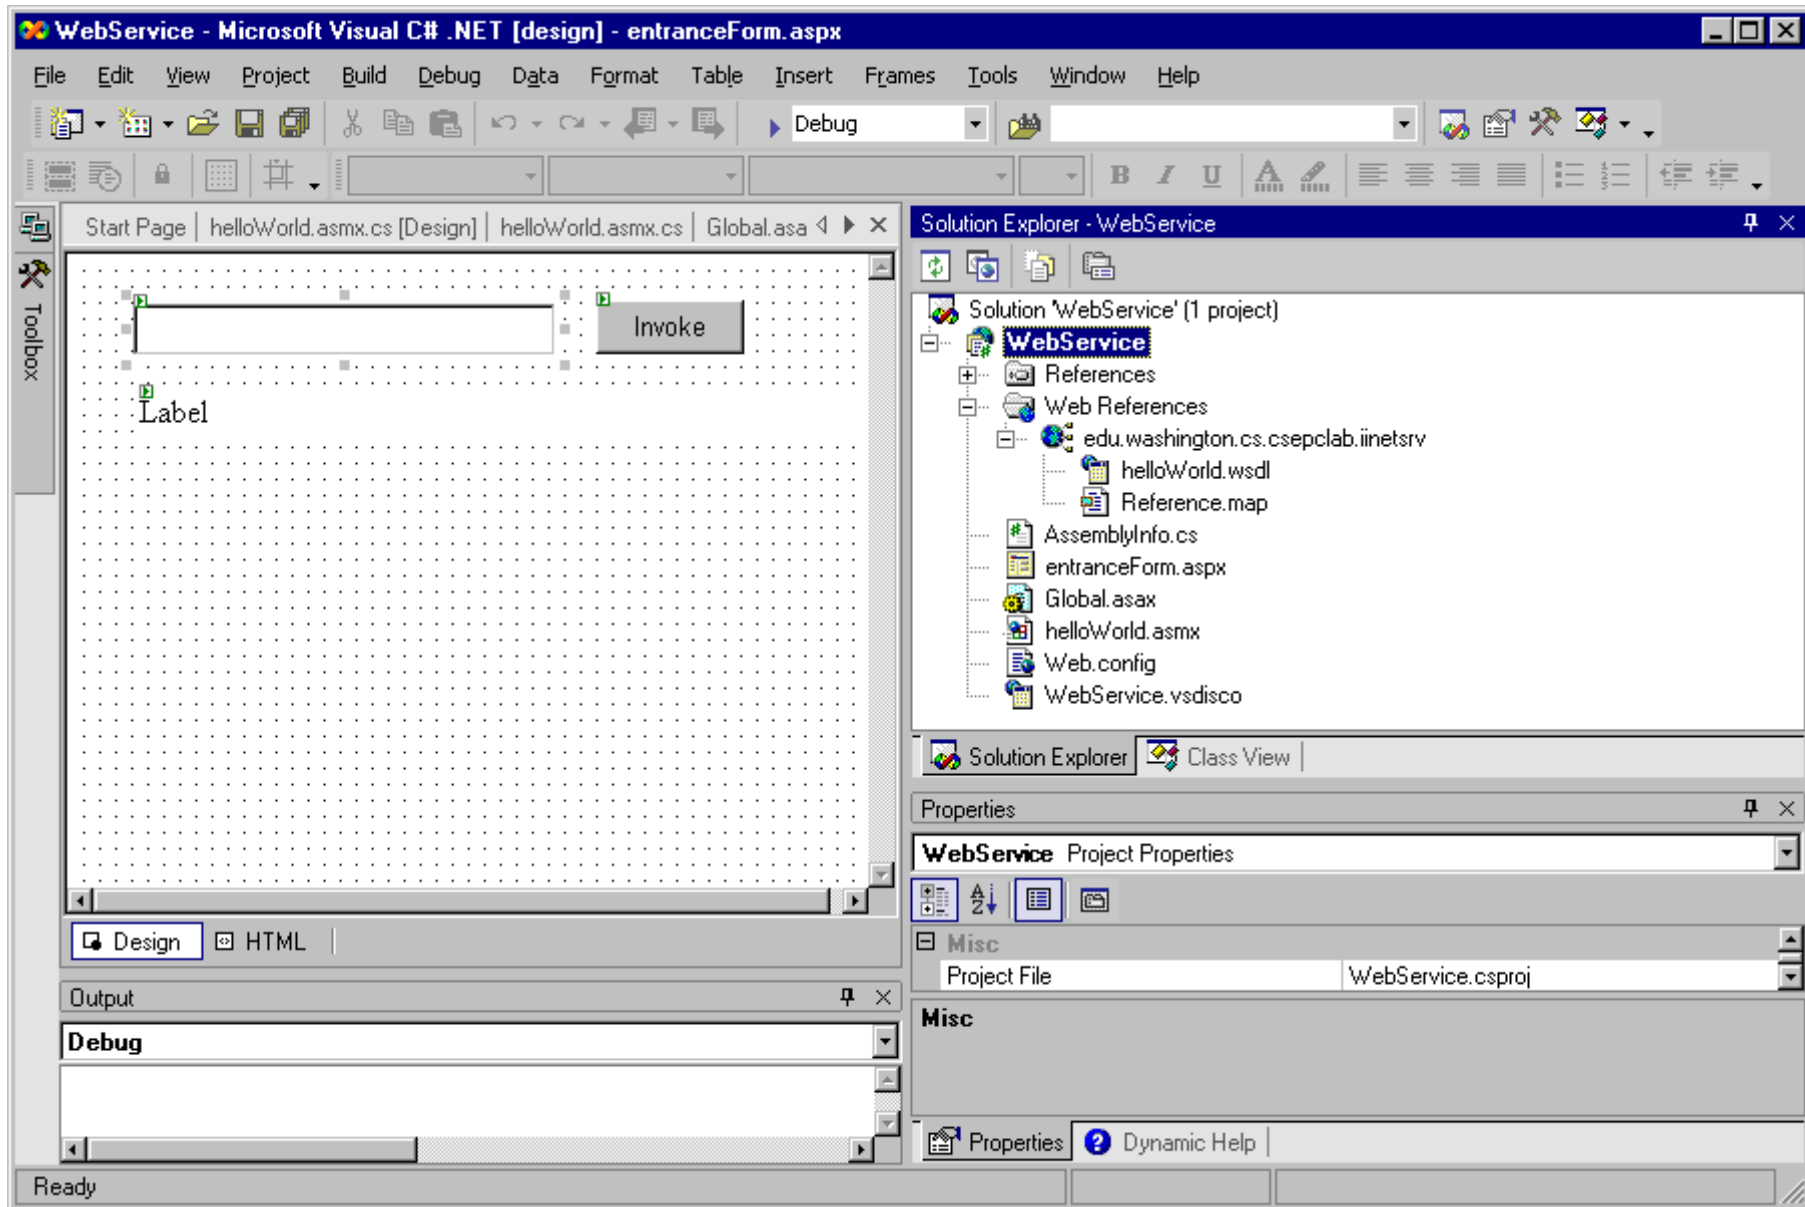 WebService - Microsoft Visual C# .NET [design] - entranceForm.aspx
File Edit View Project Build Debug Data Format Table Insert Frames Tools Window Help
Debug
B I U A
Start Page | helloWorld.asmx.cs [Design] | helloWorld.asmx.cs | Global.asa
Toolbox
Invoke
Label
Design HTML
Output
Debug
Solution Explorer - WebService
Solution 'WebService' (1 project)
WebService
References
Web References
edu.washington.cs.csepclab.iinetsrv
helloWorld.wsdl
Reference.map
AssemblyInfo.cs
entranceForm.aspx
Global.asax
helloWorld.asmx
Web.config
WebService.vsdisco
Solution Explorer Class View
Properties
WebService Project Properties
Misc
Project File WebService.csproj
Misc
Properties Dynamic Help
Ready